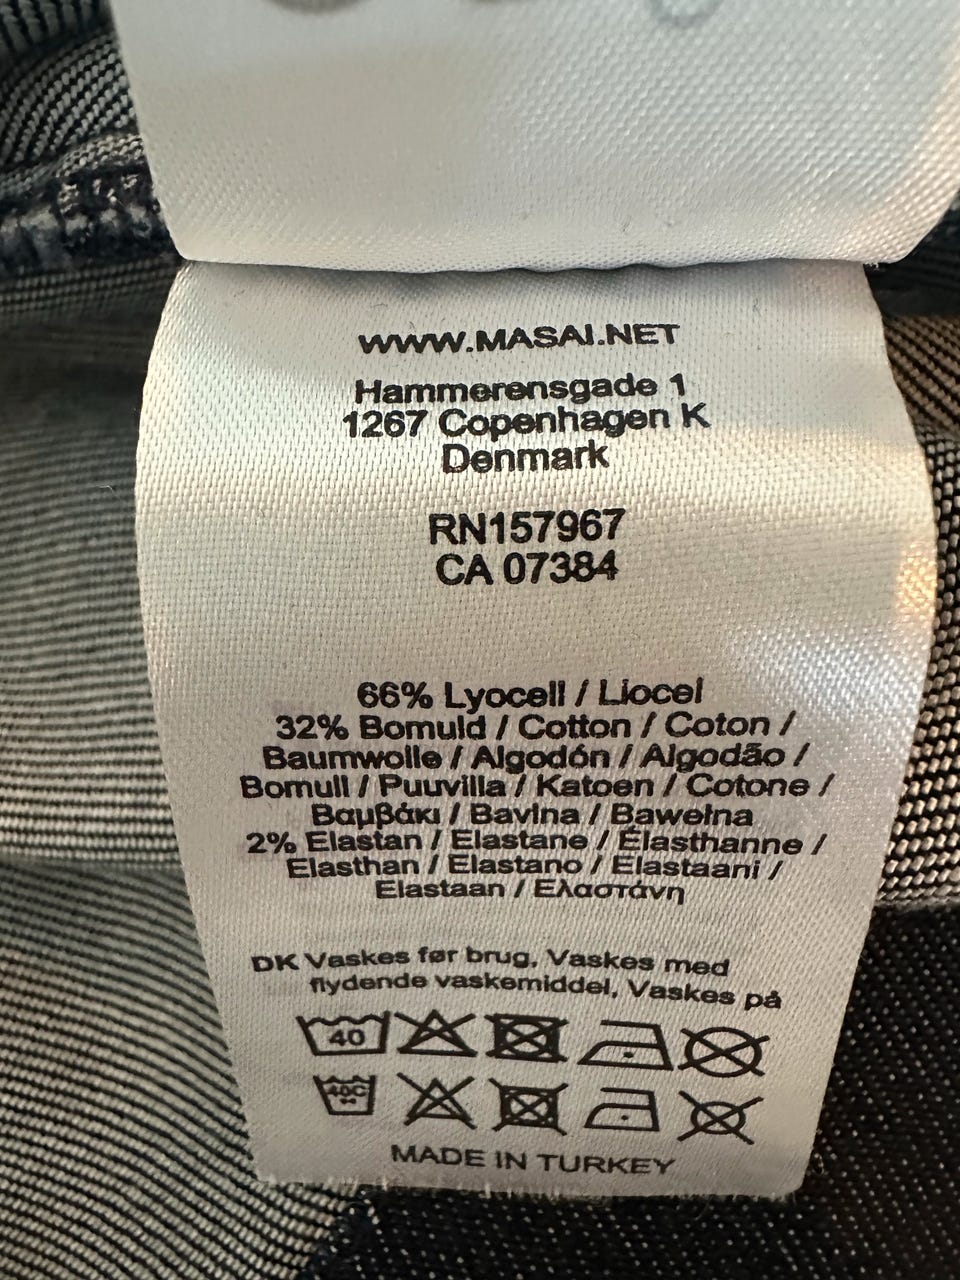 WWW.MASAI.NET
Hammerensgade 1
1267 Copenhagen K
Denmark
RN157967
CA 07384
66% Lyocell / Liocel
32% Bomuld / Cotton / Coton /
Baumwolle / Algodón / Algodão /
Bomull / Puuvilla / Katoen / Cotone /
Βαμβάκι / Bavlna / Bawełna
2% Elastan / Elastane / Élasthanne /
Elasthan / Elastano / Elastaani /
Elastaan / Ελαστάνη
DK Vaskes før brug, Vaskes med
flydende vaskemiddel, Vaskes på
40
40C
MADE IN TURKEY